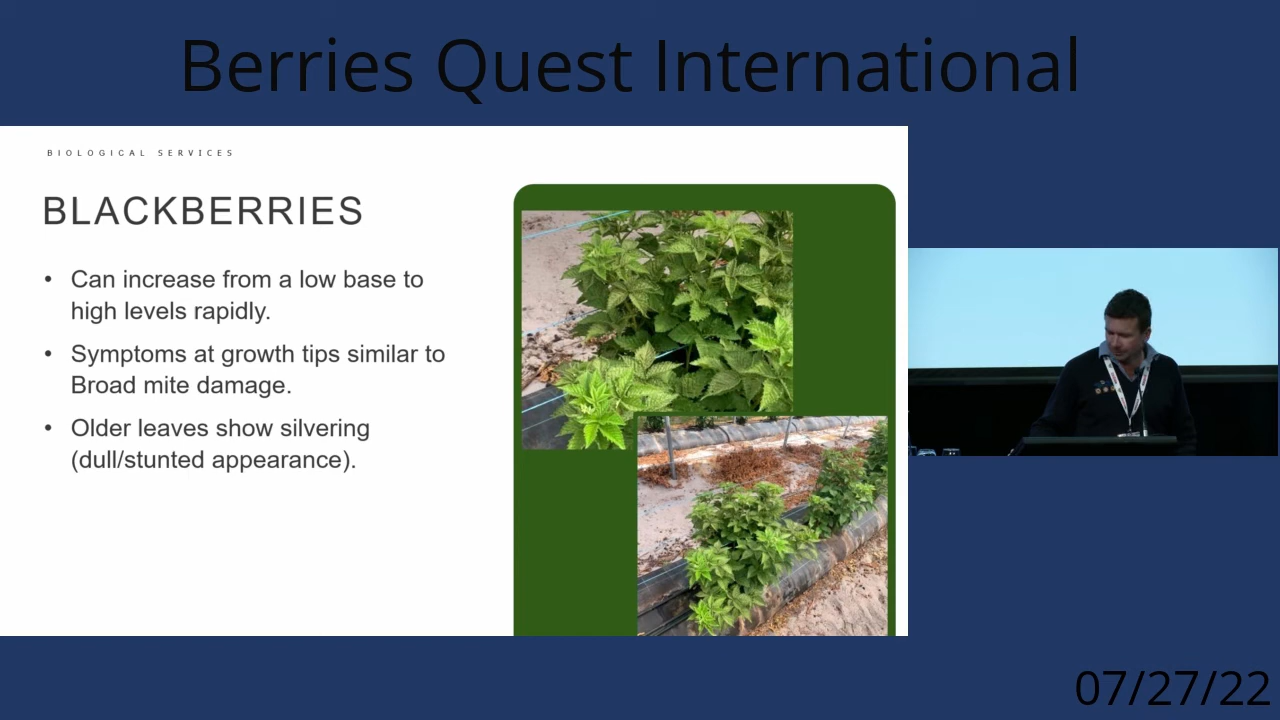 Berries Quest International
BIOLOGICAL SERVICES
BLACKBERRIES
• Can increase from a low base to
high levels rapidly.
• Symptoms at growth tips similar to
Broad mite damage.
• Older leaves show silvering
(dull/stunted appearance).
07/27/22